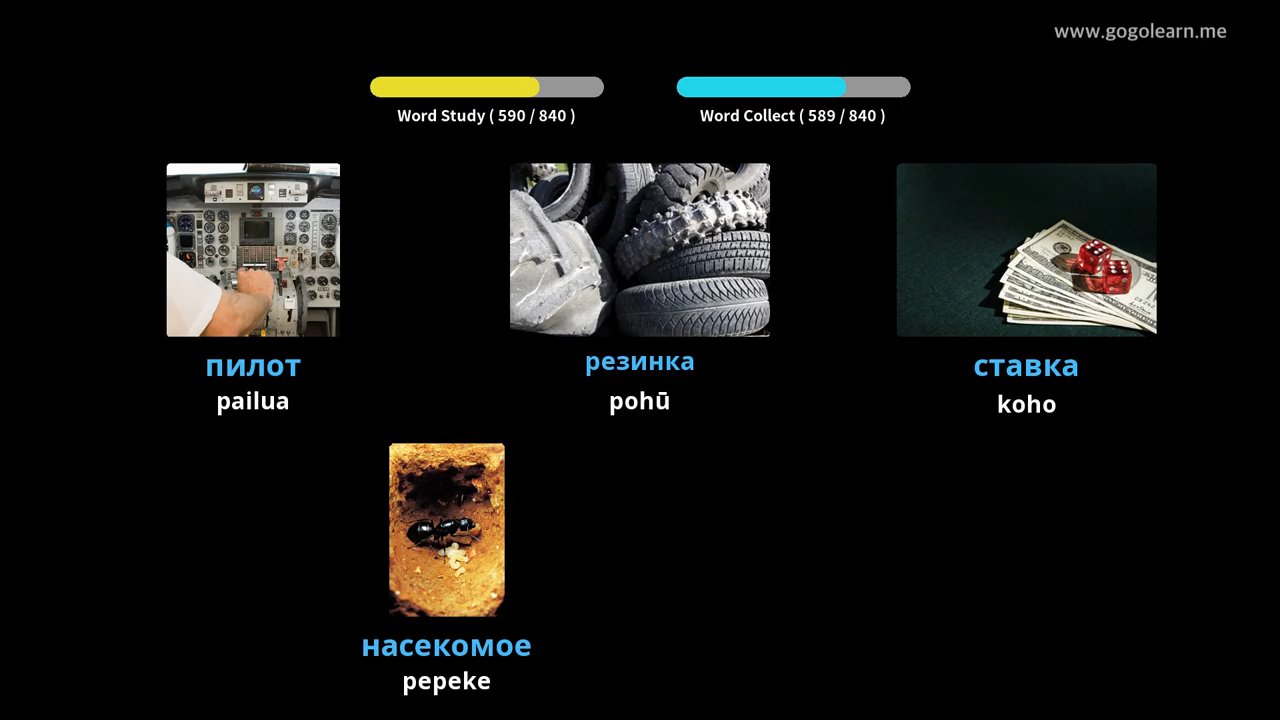 www.gogolearn.me
Word Study ( 590 / 840 )
Word Collect ( 589 / 840 )
пилот
pailua
резинка
pohū
ставка
koho
насекомое
pepeke